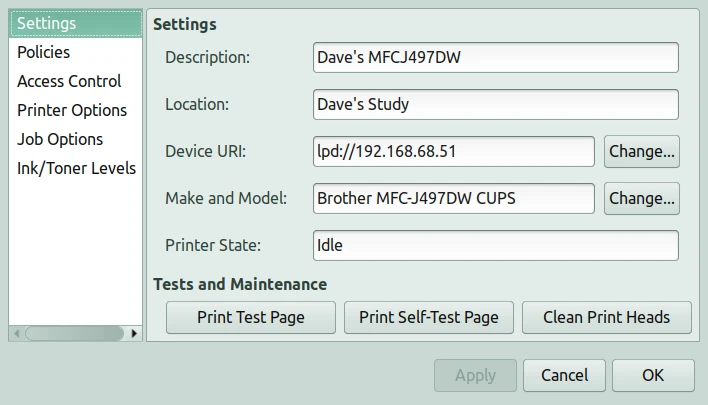 Settings
Policies
Access Control
Printer Options
Job Options
Ink/Toner Levels
Settings
Description: Dave's MFCJ497DW
Location: Dave's Study
Device URI: lpd://192.168.68.51 Change...
Make and Model: Brother MFC-J497DW CUPS Change...
Printer State: Idle
Tests and Maintenance
Print Test Page Print Self-Test Page Clean Print Heads
Apply Cancel OK